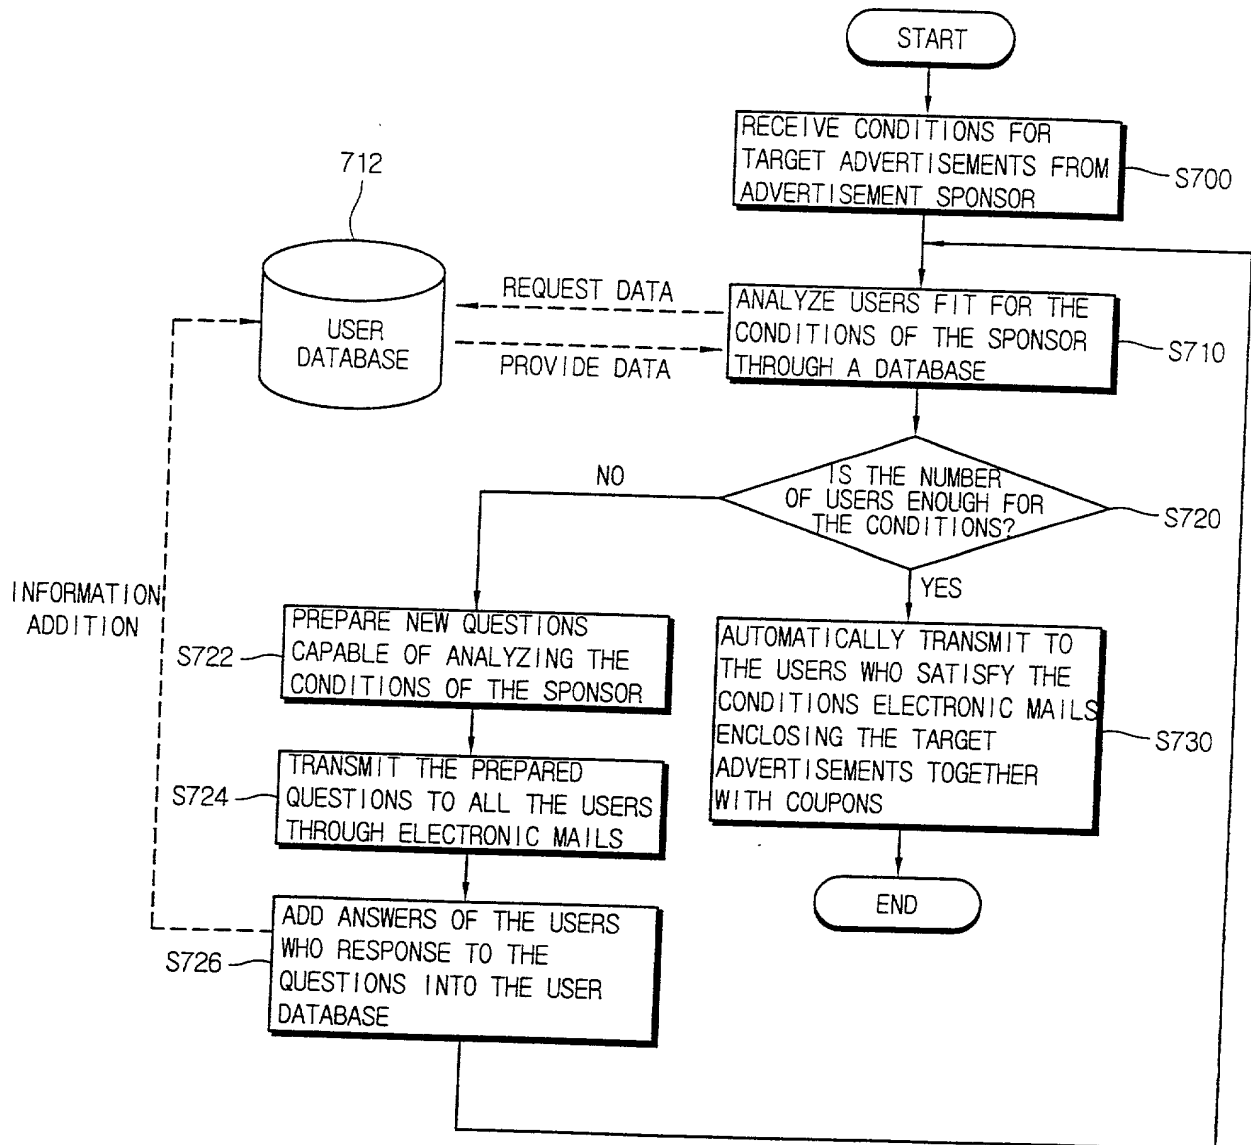 START
RECEIVE CONDITIONS FOR
TARGET ADVERTISEMENTS FROM
ADVERTISEMENT SPONSOR
S700
712
USER
DATABASE
REQUEST DATA
PROVIDE DATA
ANALYZE USERS FIT FOR THE
CONDITIONS OF THE SPONSOR
THROUGH A DATABASE
S710
IS THE NUMBER
OF USERS ENOUGH FOR
THE CONDITIONS?
S720
NO
YES
INFORMATION
ADDITION
PREPARE NEW QUESTIONS
CAPABLE OF ANALYZING THE
CONDITIONS OF THE SPONSOR
S722
TRANSMIT THE PREPARED
QUESTIONS TO ALL THE USERS
THROUGH ELECTRONIC MAILS
S724
ADD ANSWERS OF THE USERS
WHO RESPONSE TO THE
QUESTIONS INTO THE USER
DATABASE
S726
AUTOMATICALLY TRANSMIT TO
THE USERS WHO SATISFY THE
CONDITIONS ELECTRONIC MAILS
ENCLOSING THE TARGET
ADVERTISEMENTS TOGETHER
WITH COUPONS
S730
END